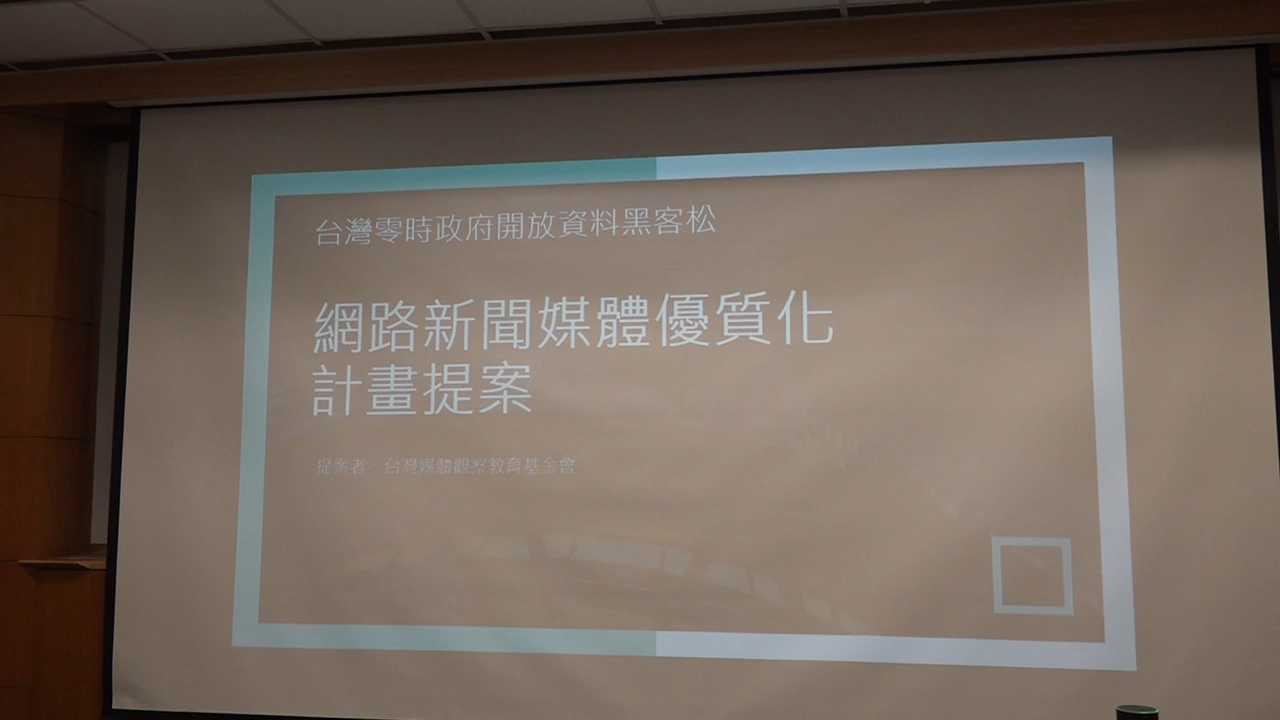 台灣零時政府開放資料黑客松
網路新聞媒體優質化
計畫提案
提案者：台灣媒體觀察教育基金會